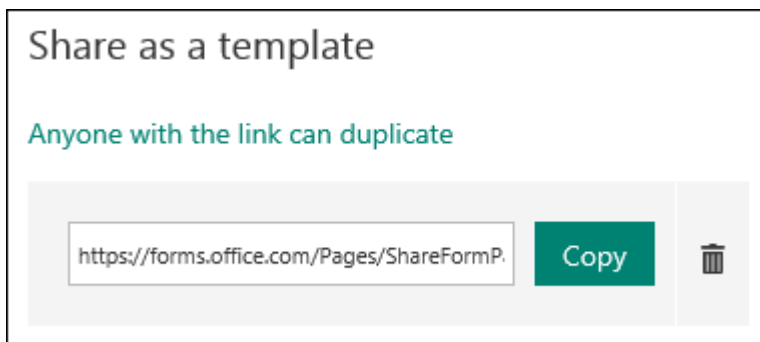 Share as a template
Anyone with the link can duplicate
https://forms.office.com/Pages/ShareFormP
Copy